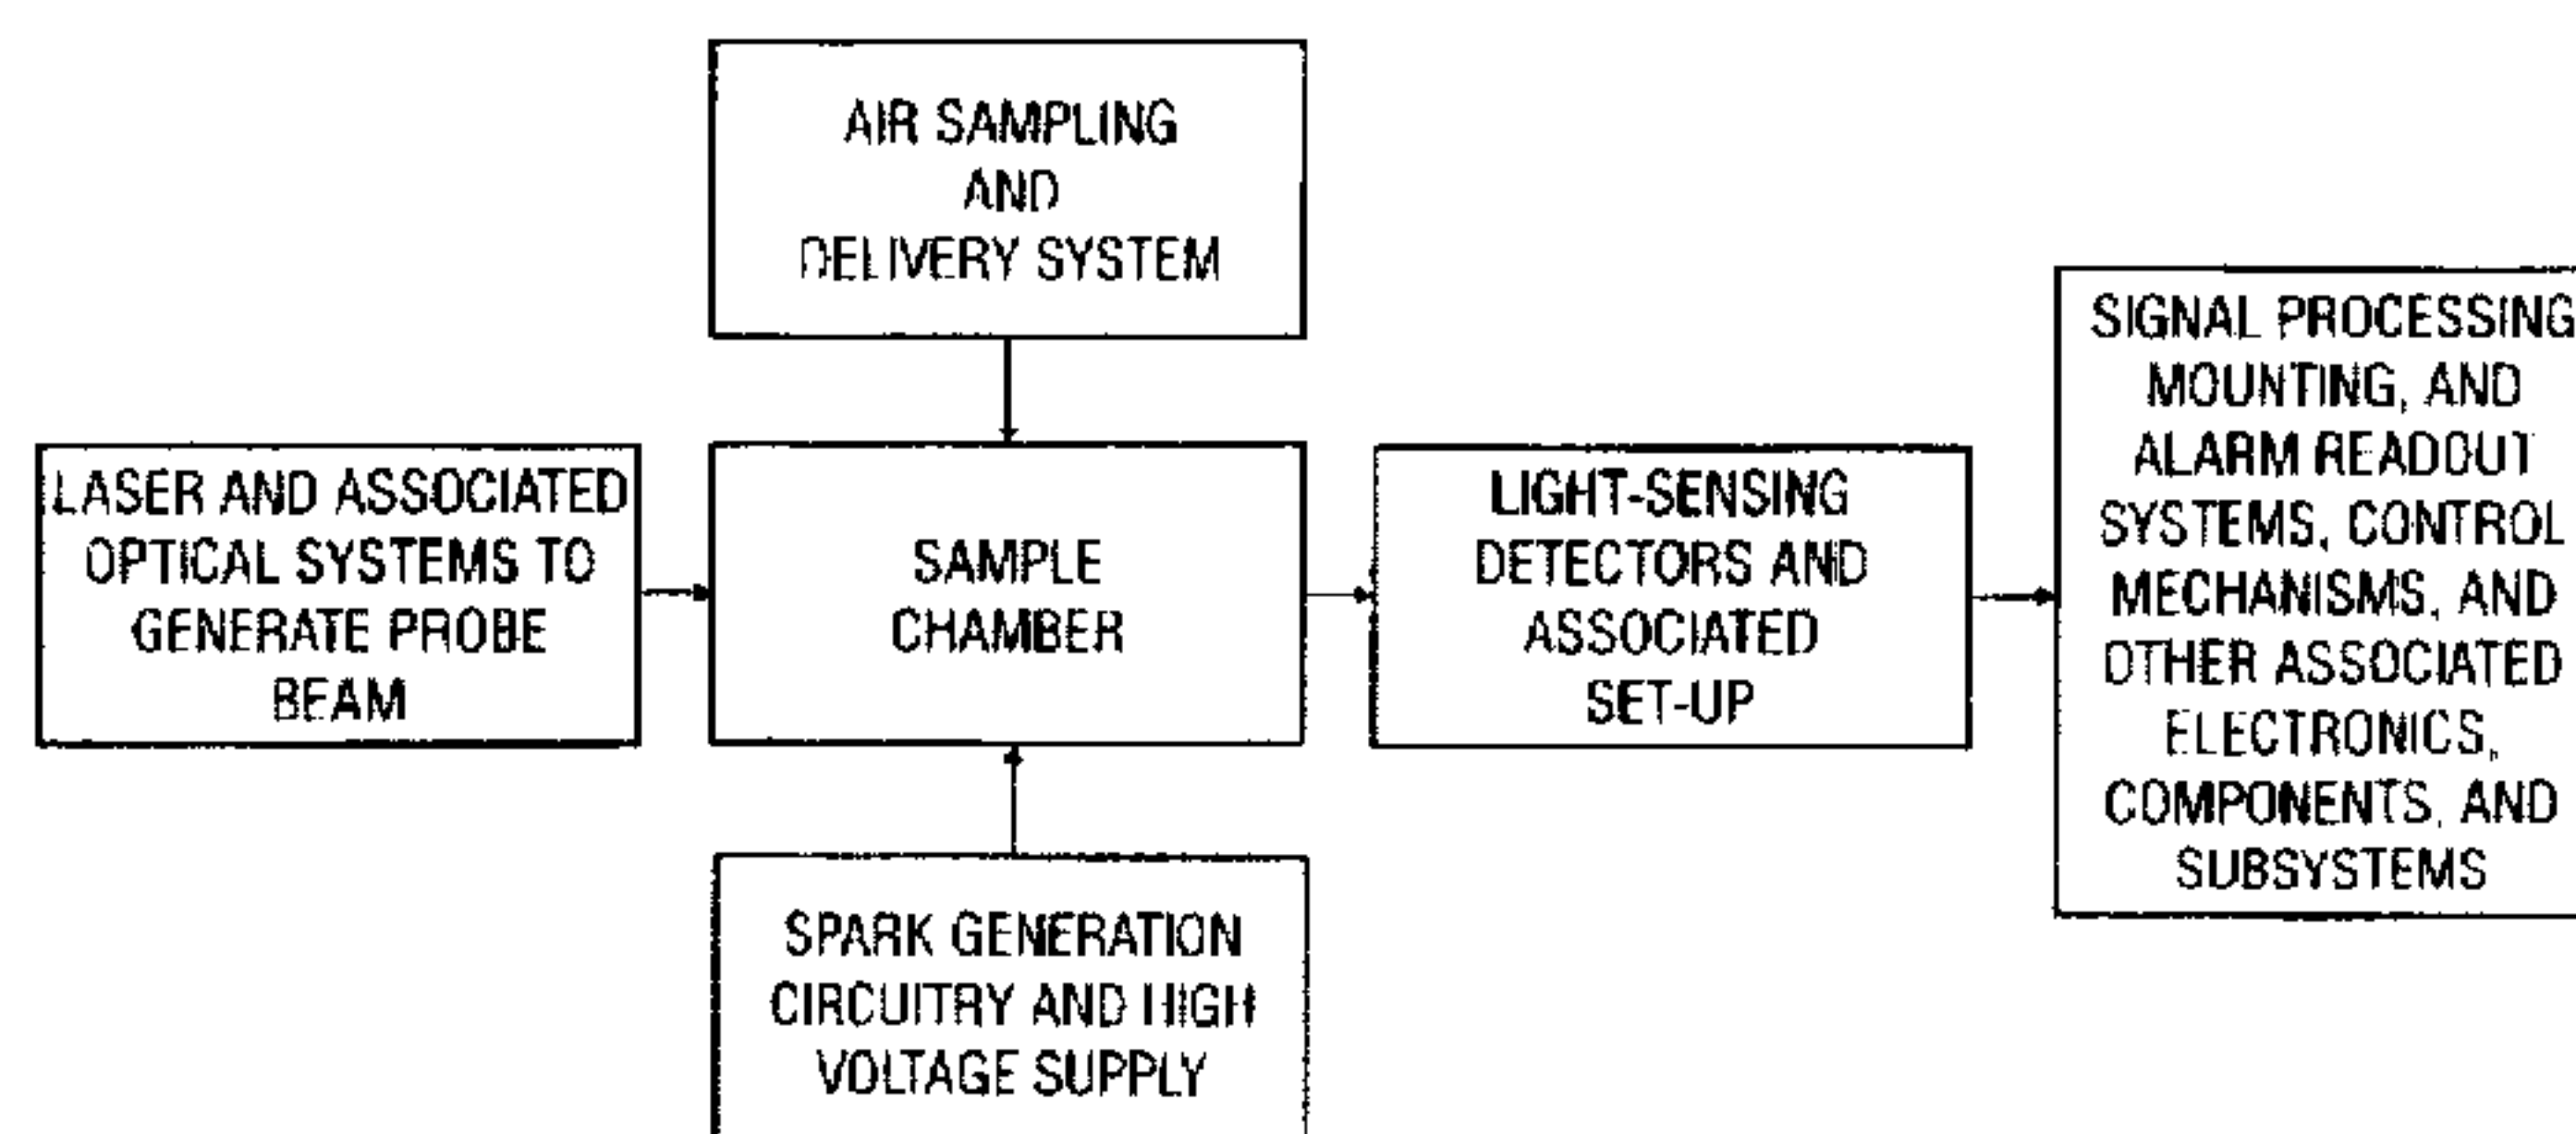 AIR SAMPLING
AND
DELIVERY SYSTEM
LASER AND ASSOCIATED
OPTICAL SYSTEMS TO
GENERATE PROBE
BEAM
SAMPLE
CHAMBER
LIGHT-SENSING
DETECTORS AND
ASSOCIATED
SET-UP
SIGNAL PROCESSING
MOUNTING, AND
ALARM READOUT
SYSTEMS, CONTROL
MECHANISMS, AND
OTHER ASSOCIATED
ELECTRONICS,
COMPONENTS, AND
SUBSYSTEMS
SPARK GENERATION
CIRCUITRY AND HIGH
VOLTAGE SUPPLY